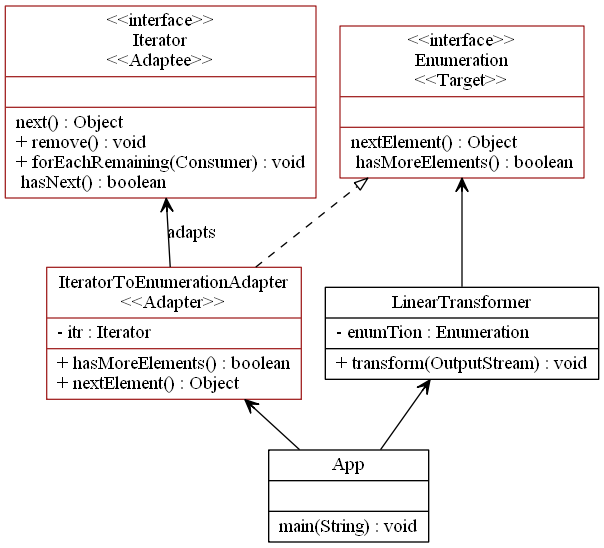 <<interface>>
Iterator
<<Adaptee>>
next() : Object
+ remove() : void
+ forEachRemaining(Consumer) : void
hasNext() : boolean
<<interface>>
Enumeration
<<Target>>
nextElement() : Object
hasMoreElements() : boolean
adapts
IteratorToEnumerationAdapter
<<Adapter>>
- itr : Iterator
+ hasMoreElements() : boolean
+ nextElement() : Object
LinearTransformer
- enumTion : Enumeration
+ transform(OutputStream) : void
App
main(String) : void